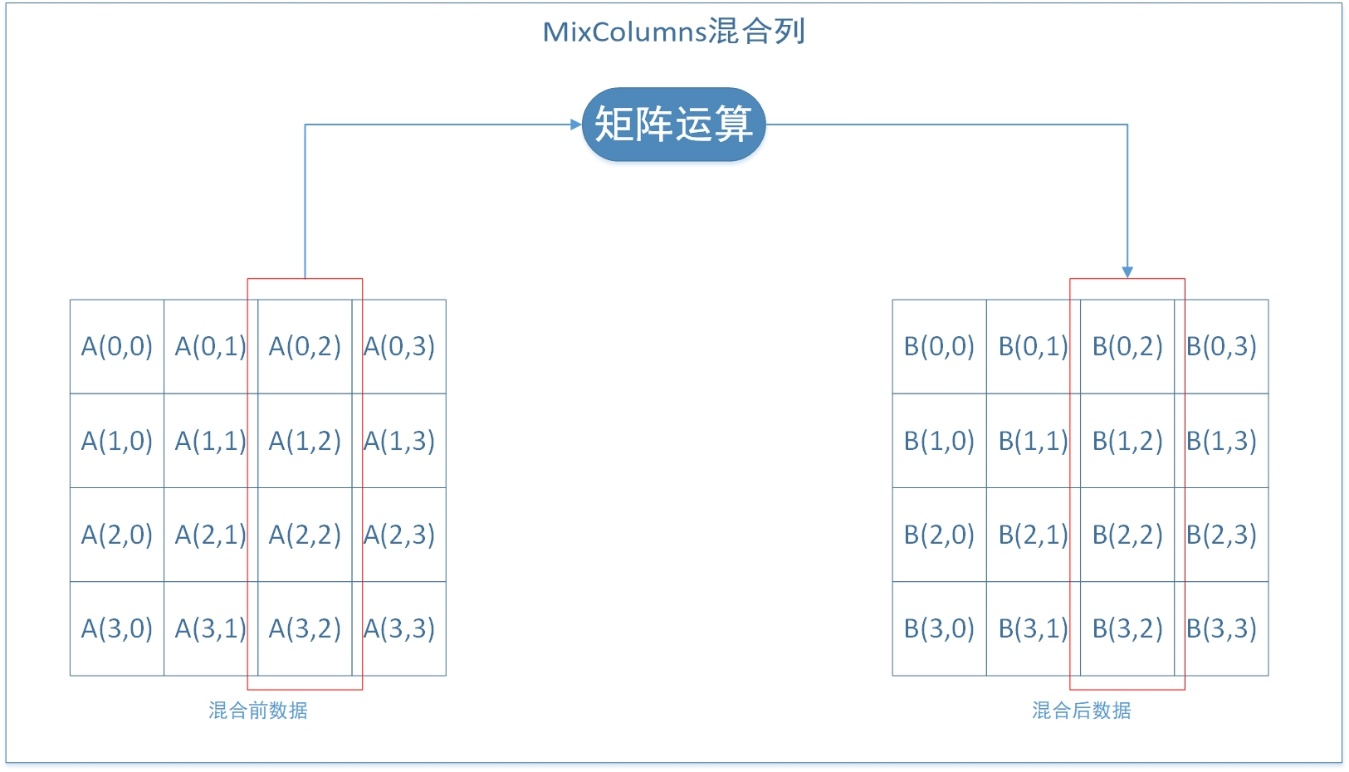 MixColumns混合列
矩阵运算
A(0,0) A(0,1) A(0,2) A(0,3)
A(1,0) A(1,1) A(1,2) A(1,3)
A(2,0) A(2,1) A(2,2) A(2,3)
A(3,0) A(3,1) A(3,2) A(3,3)
混合前数据
B(0,0) B(0,1) B(0,2) B(0,3)
B(1,0) B(1,1) B(1,2) B(1,3)
B(2,0) B(2,1) B(2,2) B(2,3)
B(3,0) B(3,1) B(3,2) B(3,3)
混合后数据